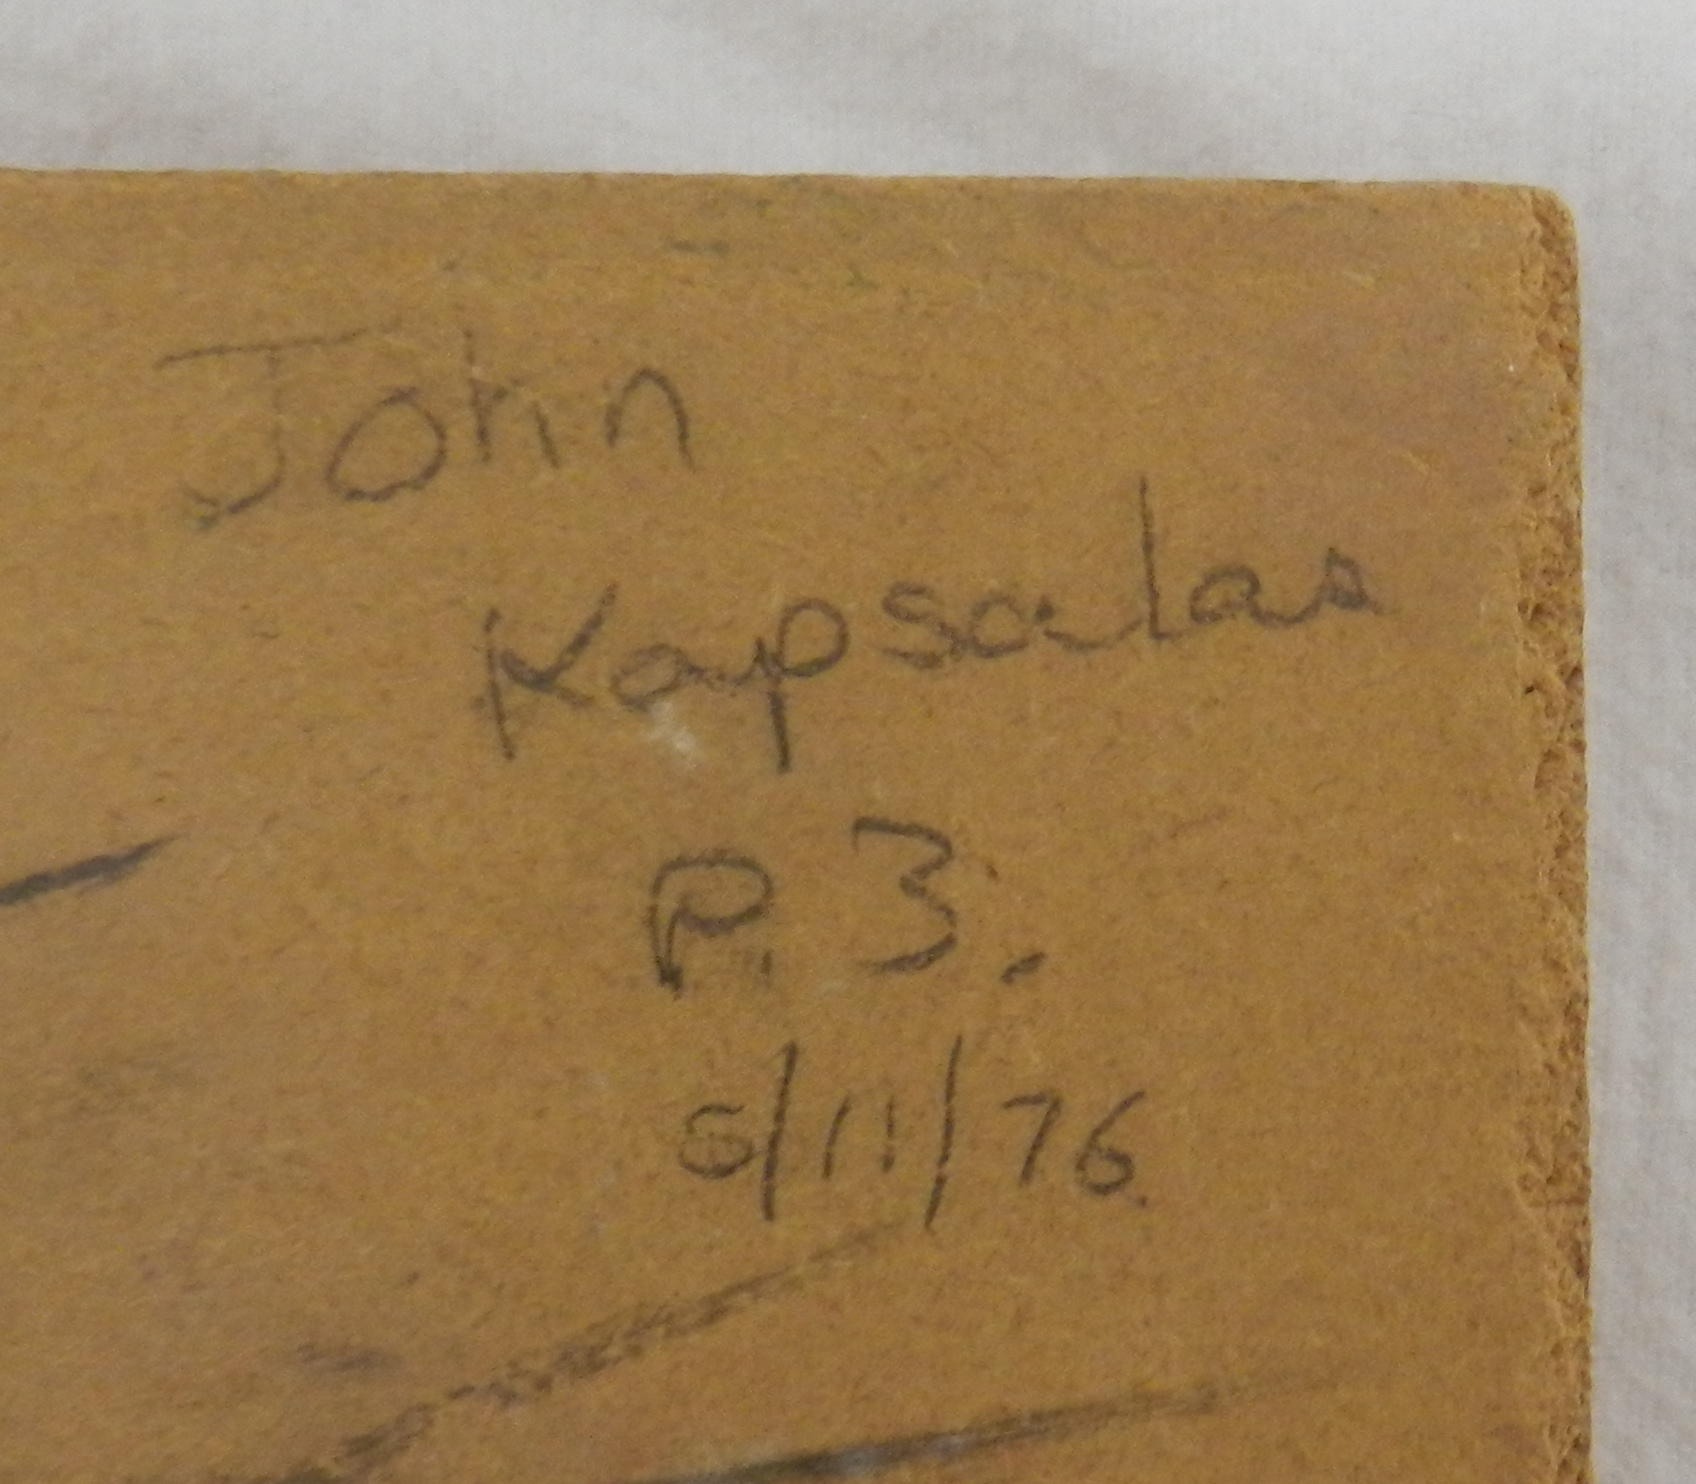 John
Kapsalas
P. 3.
5/11/76